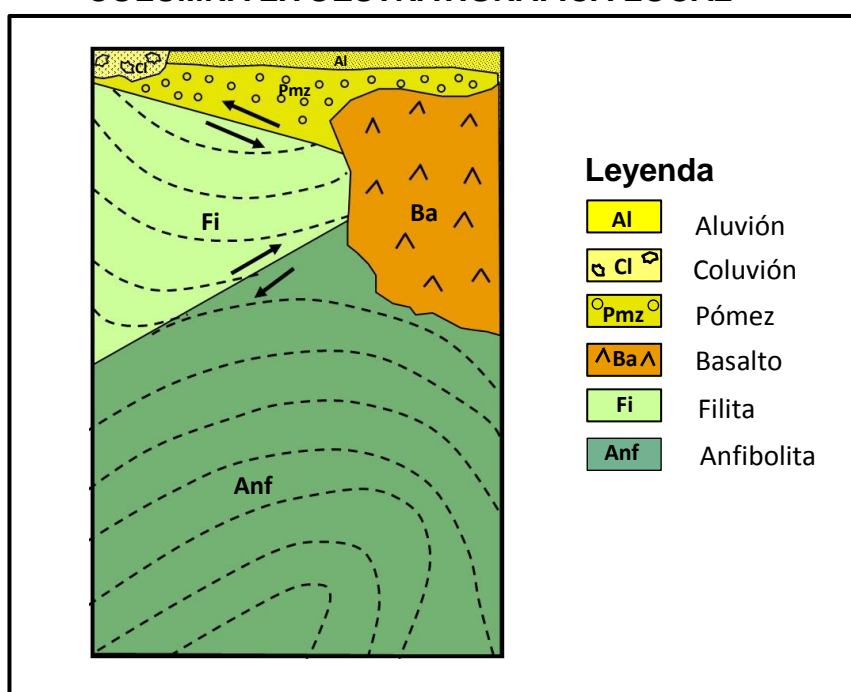 Cl
Al
Pmz
Fi
Ba
Anf
Leyenda
Al Aluvión
Cl Coluvión
Pmz Pómez
Ba Basalto
Fi Filita
Anf Anfibolita